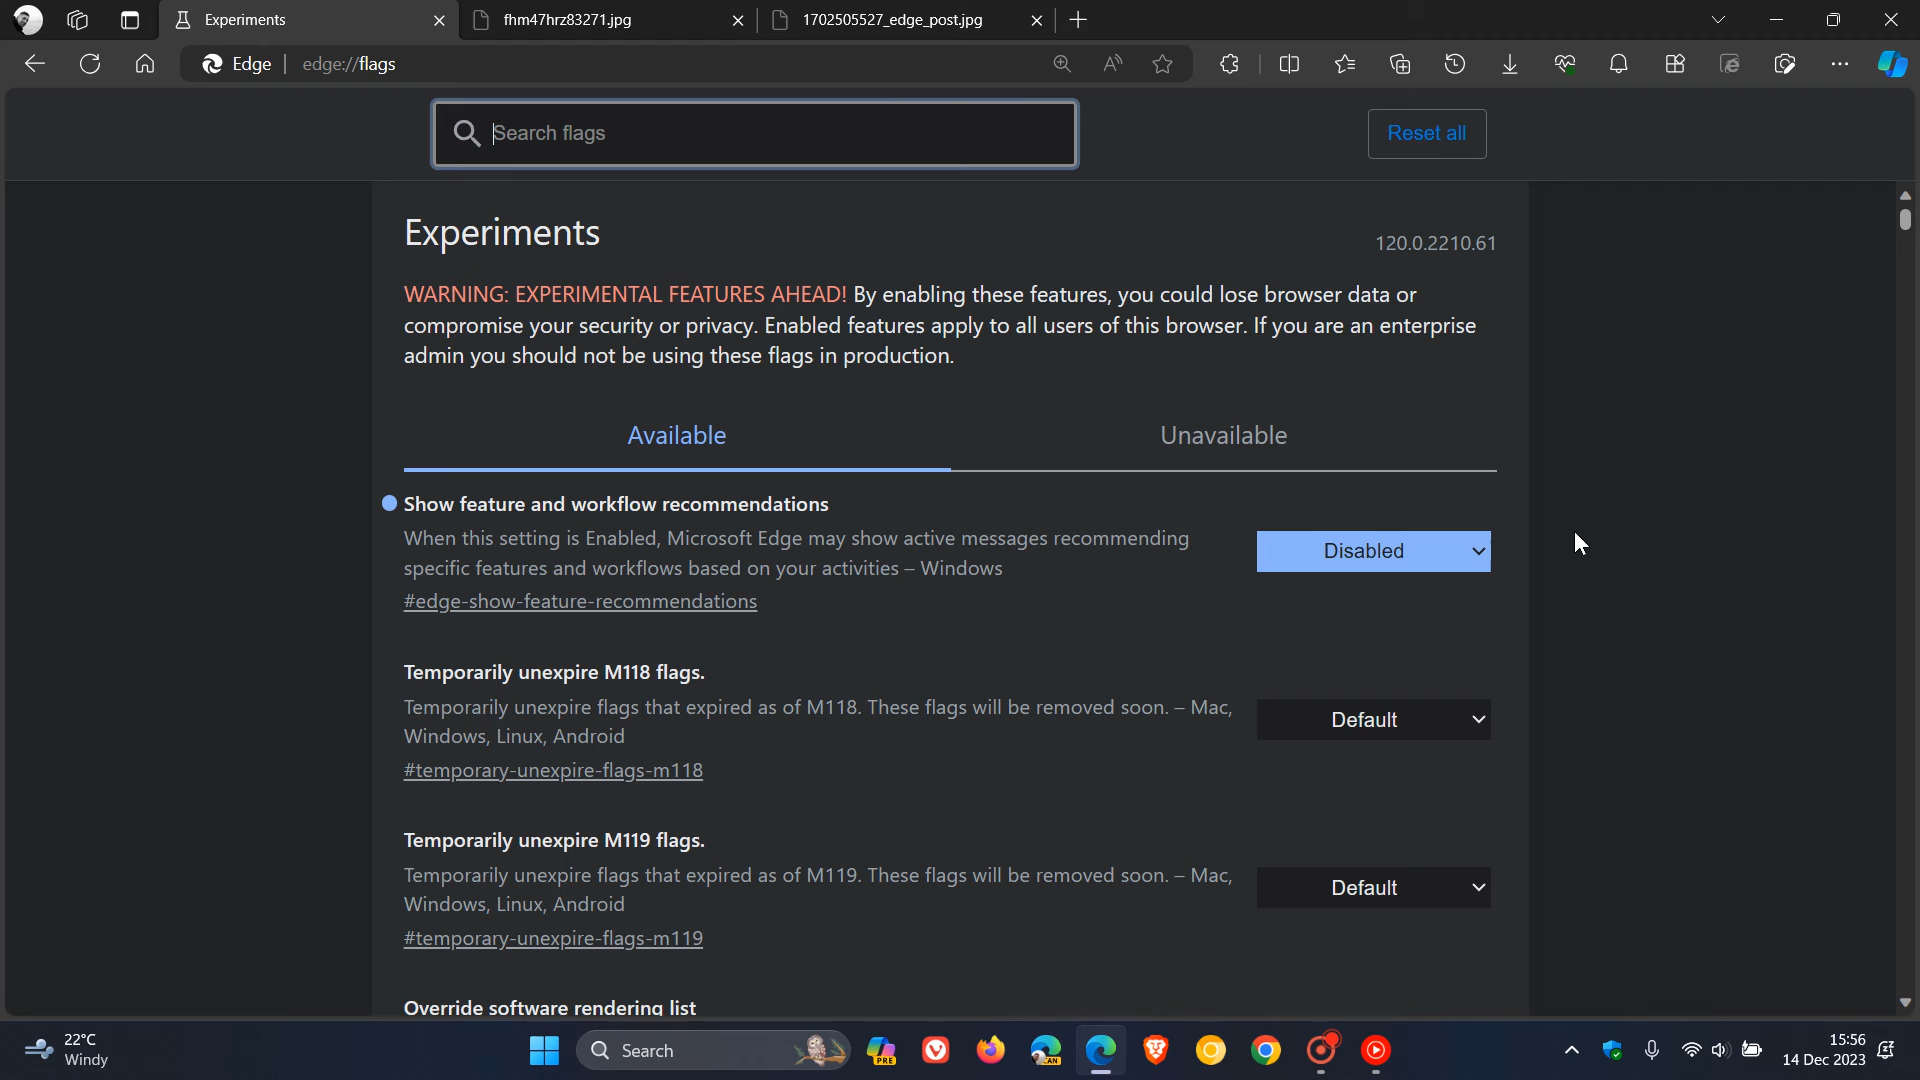 Experiments
fhm47hrz83271.jpg
1702505527_edge_post.jpg
Edge
edge://flags
Search flags
Reset all
Experiments
120.0.2210.61
WARNING: EXPERIMENTAL FEATURES AHEAD! By enabling these features, you could lose browser data or
compromise your security or privacy. Enabled features apply to all users of this browser. If you are an enterprise
admin you should not be using these flags in production.
Available
Unavailable
Show feature and workflow recommendations
When this setting is Enabled, Microsoft Edge may show active messages recommending
specific features and workflows based on your activities – Windows
#edge-show-feature-recommendations
Disabled
Temporarily unexpire M118 flags.
Temporarily unexpire flags that expired as of M118. These flags will be removed soon. – Mac,
Windows, Linux, Android
#temporary-unexpire-flags-m118
Default
Temporarily unexpire M119 flags.
Temporarily unexpire flags that expired as of M119. These flags will be removed soon. – Mac,
Windows, Linux, Android
#temporary-unexpire-flags-m119
Default
Override software rendering list
22°C
Windy
Search
PRE
CAN
15:56
14 Dec 2023